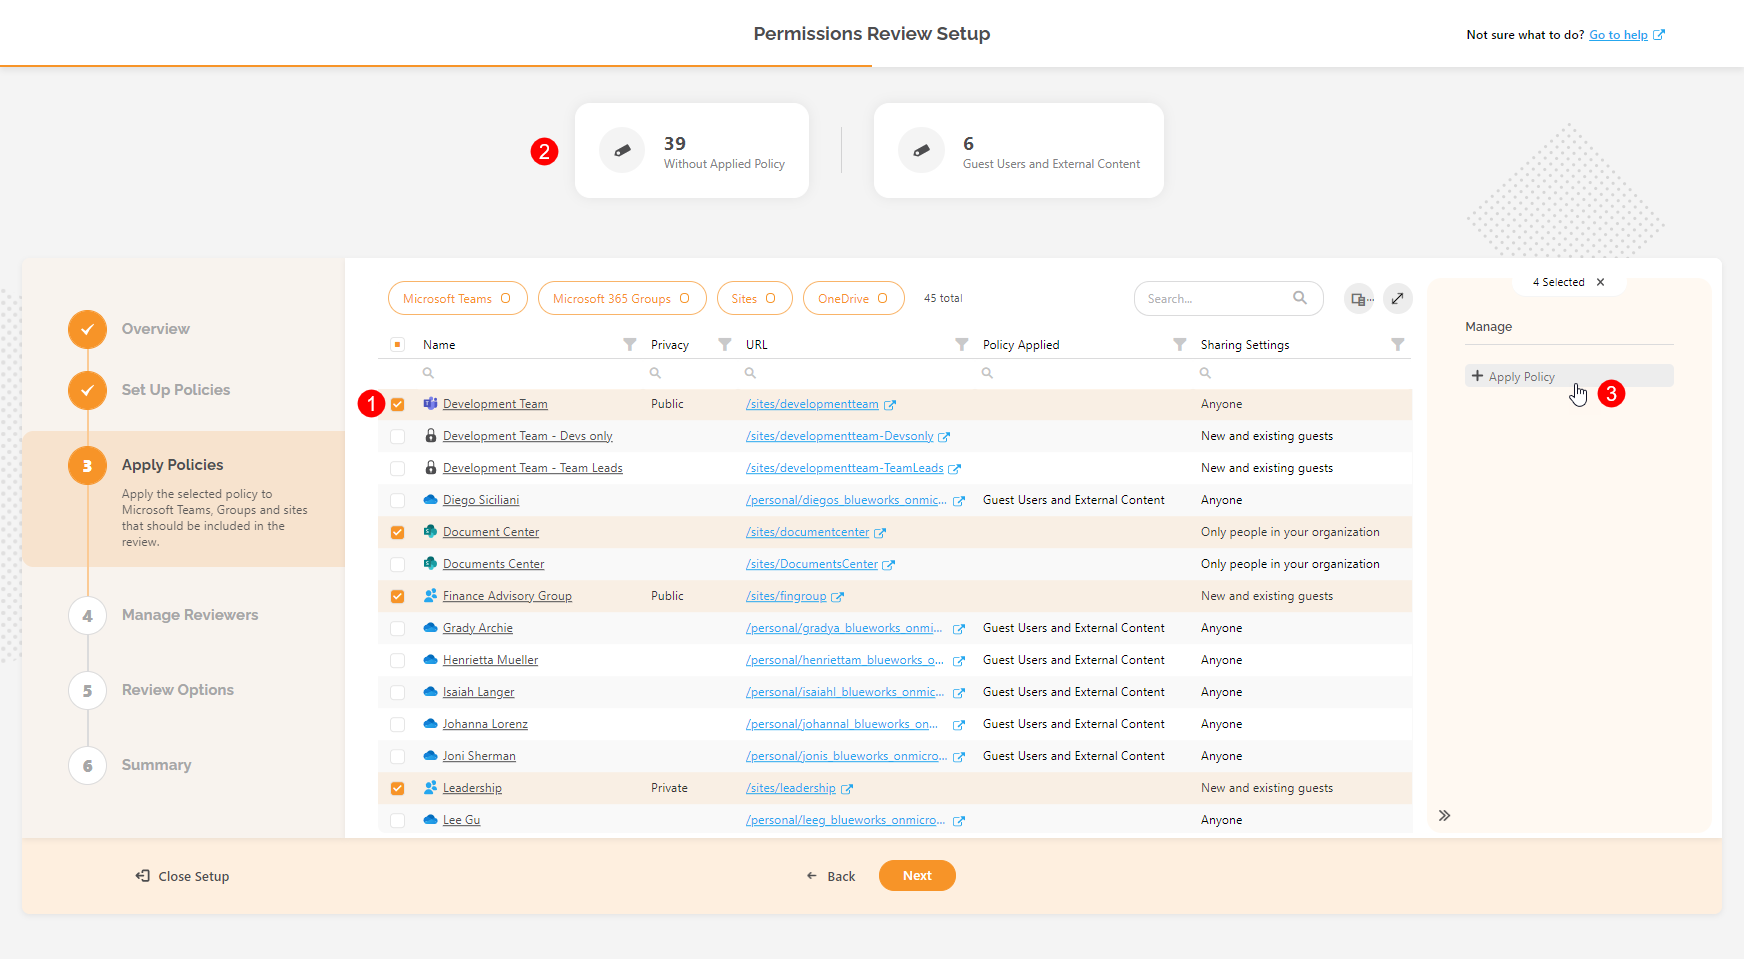 Permissions Review Setup
Not sure what to do? Go to help
2
39
Without Applied Policy
6
Guest Users and External Content
Overview
Set Up Policies
3
Apply Policies
Apply the selected policy to
Microsoft Teams, Groups and sites
that should be included in the
review.
4
Manage Reviewers
5
Review Options
6
Summary
Microsoft Teams
Microsoft 365 Groups
Sites
OneDrive
45 total
Search...
Name Privacy URL Policy Applied Sharing Settings
1
Development Team Public /sites/developmentteam Anyone
Development Team - Devs only /sites/developmentteam-Devsonly New and existing guests
Development Team - Team Leads /sites/developmentteam-TeamLeads New and existing guests
Diego Siciliani /personal/diegos_blueworks_onmic... Guest Users and External Content Anyone
Document Center /sites/documentcenter Only people in your organization
Documents Center /sites/DocumentsCenter Only people in your organization
Finance Advisory Group Public /sites/fingroup New and existing guests
Grady Archie /personal/gradya_blueworks_onmi... Guest Users and External Content Anyone
Henrietta Mueller /personal/henriettam_blueworks_o... Guest Users and External Content Anyone
Isaiah Langer /personal/isaiahl_blueworks_onmic... Guest Users and External Content Anyone
Johanna Lorenz /personal/johannal_blueworks_on... Guest Users and External Content Anyone
Joni Sherman /personal/jonis_blueworks_onmicro... Guest Users and External Content Anyone
Leadership Private /sites/leadership New and existing guests
Lee Gu /personal/leeg_blueworks_onmicro... Anyone
4 Selected
Manage
Apply Policy
3
Close Setup
Back
Next